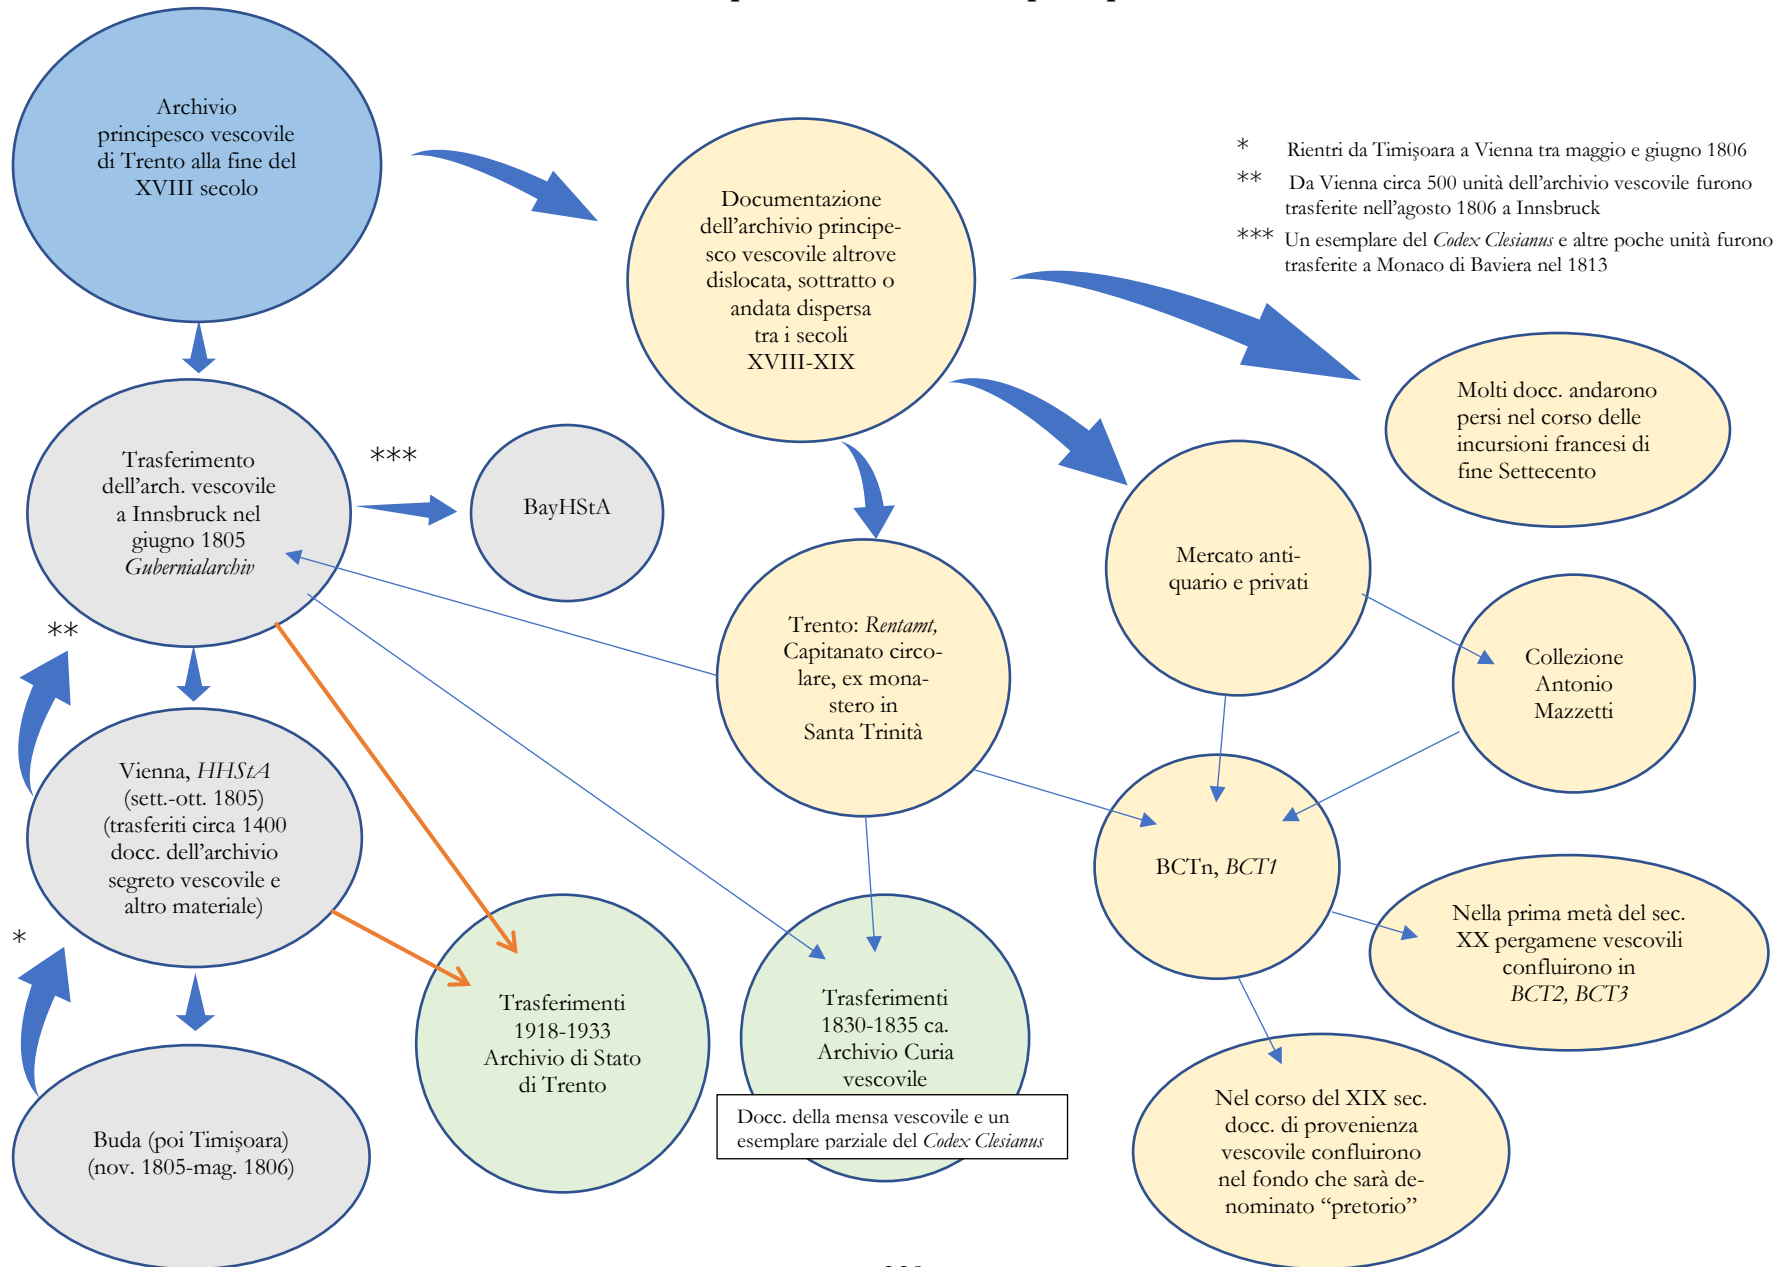 Archivio
principesco vescovile
di Trento alla fine del
XVIII secolo
Documentazione
dell’archivio principe-
sco vescovile altrove
dislocata, sottratto o
andata dispersa
tra i secoli
XVIII-XIX
* Rientri da Timişoara a Vienna tra maggio e giugno 1806
** Da Vienna circa 500 unità dell’archivio vescovile furono
trasferite nell’agosto 1806 a Innsbruck
*** Un esemplare del Codex Clesianus e altre poche unità furono
trasferite a Monaco di Baviera nel 1813
Molti docc. andarono
persi nel corso delle
incursioni francesi di
fine Settecento
Trasferimento
dell’arch. vescovile
a Innsbruck nel
giugno 1805
Gubernialarchiv
***
BayHStA
Mercato anti-
quario e privati
Trento: Rentamt,
Capitanato circo-
lare, ex mona-
stero in
Santa Trinità
Collezione
Antonio
Mazzetti
**
Vienna, HHStA
(sett.-ott. 1805)
(trasferiti circa 1400
docc. dell’archivio
segreto vescovile e
altro materiale)
BCTn, BCT1
Nella prima metà del sec.
XX pergamene vescovili
confluirono in
BCT2, BCT3
*
Trasferimenti
1918-1933
Archivio di Stato
di Trento
Trasferimenti
1830-1835 ca.
Archivio Curia
vescovile
Docc. della mensa vescovile e un
esemplare parziale del Codex Clesianus
Buda (poi Timişoara)
(nov. 1805-mag. 1806)
Nel corso del XIX sec.
docc. di provenienza
vescovile confluirono
nel fondo che sarà de-
nominato “pretorio”